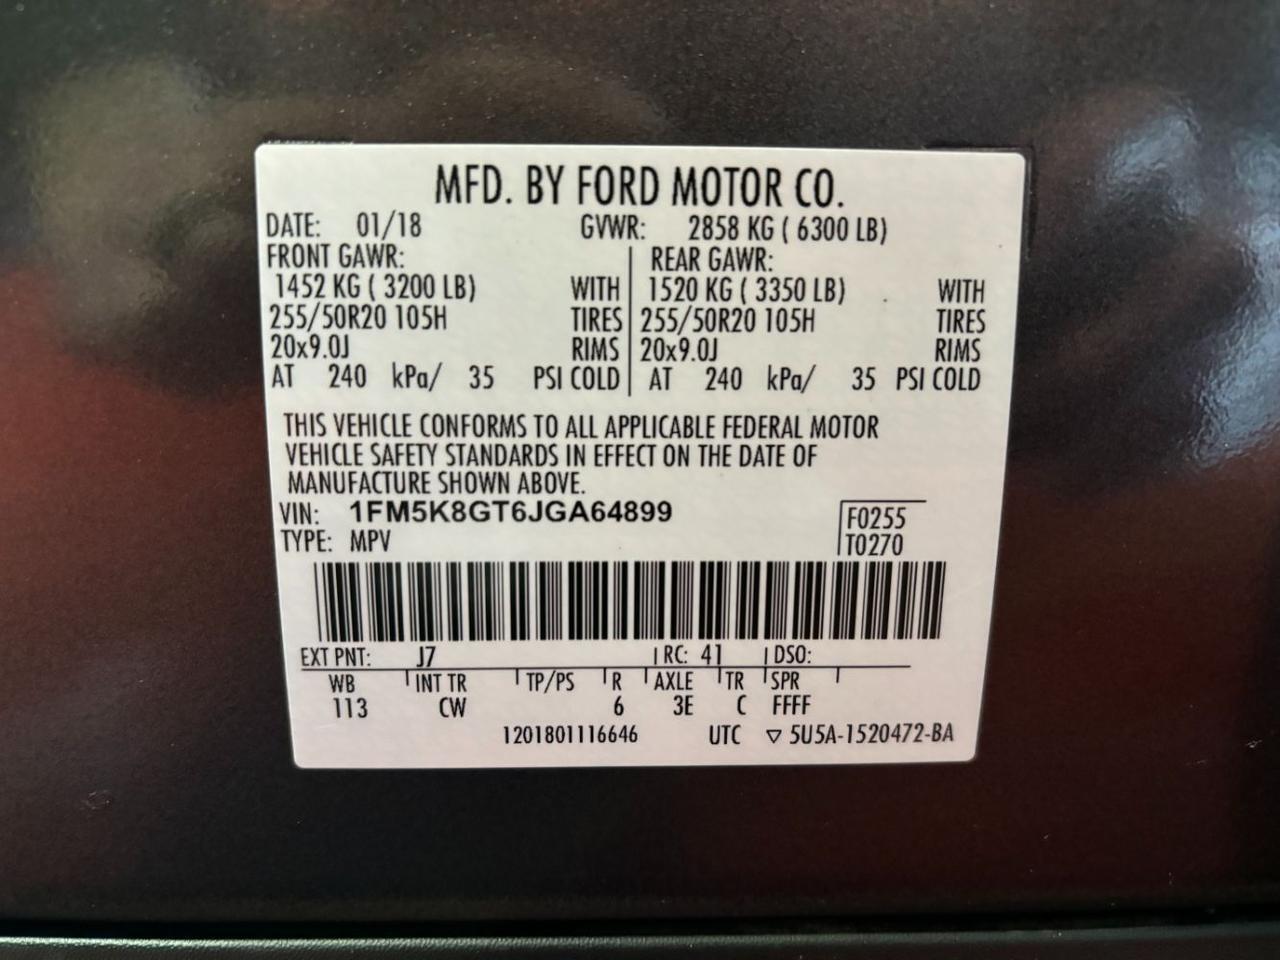 MFD. BY FORD MOTOR CO.
DATE: 01/18 GVWR: 2858 KG ( 6300 LB)
FRONT GAWR: REAR GAWR:
1452 KG ( 3200 LB) WITH 1520 KG ( 3350 LB) WITH
255/50R20 105H TIRES 255/50R20 105H TIRES
20x9.0J RIMS 20x9.0J RIMS
AT 240 kPa/ 35 PSI COLD AT 240 kPa/ 35 PSI COLD
THIS VEHICLE CONFORMS TO ALL APPLICABLE FEDERAL MOTOR
VEHICLE SAFETY STANDARDS IN EFFECT ON THE DATE OF
MANUFACTURE SHOWN ABOVE.
VIN: 1FM5K8GT6JGA64899 F0255
TYPE: MPV T0270
EXT PNT: J7 RC: 41 DSO:
WB INT TR TP/PS R AXLE TR SPR
113 CW 6 3E C FFFF
1201801116646 UTC ▽ 5U5A-1520472-BA